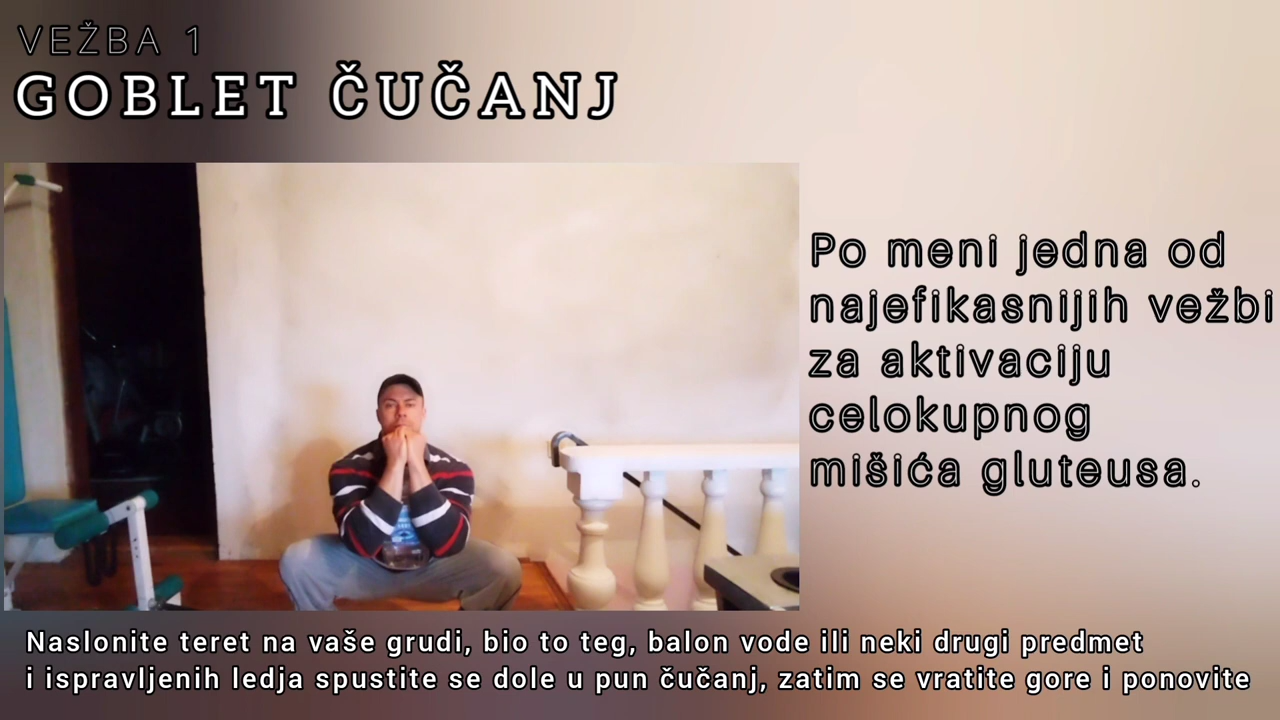 VEŽBA 1
GOBLET ČUČANJ
Po meni jedna od
najefikasnijih vežbi
za aktivaciju
celokupnog
mišića gluteusa.
Naslonite teret na vaše grudi, bio to teg, balon vode ili neki drugi predmet
i ispravljenih ledja spustite se dole u pun čučanj, zatim se vratite gore i ponovite